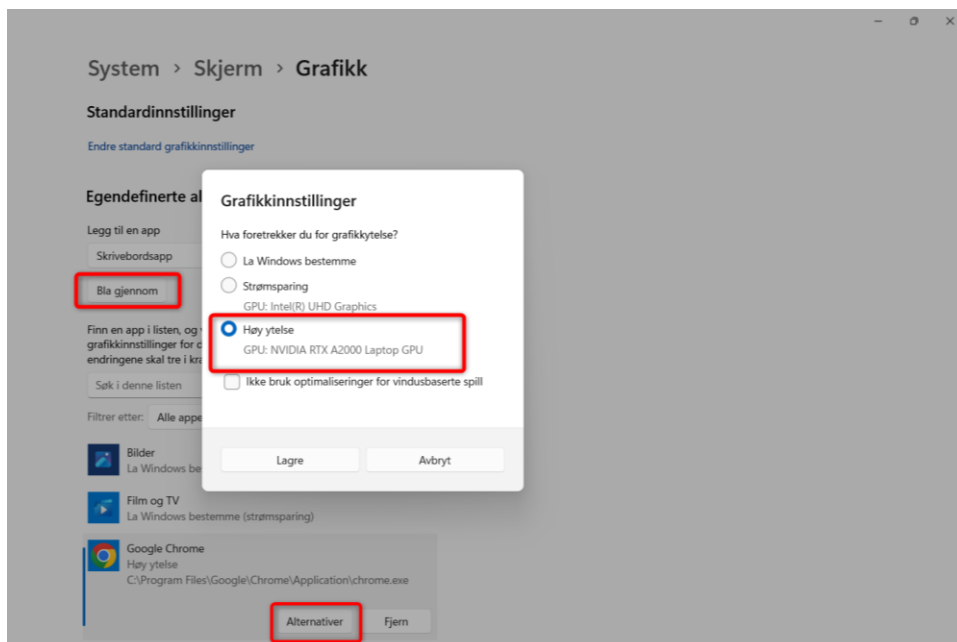 System > Skjerm > Grafikk
Standardinnstillinger
Endre standard grafikkinnstillinger
Egendefinerte al
Legg til en app
Skrivebordsapp
Bla gjennom
Finn en app i listen, og v
grafikkinnstillinger for d
endringene skal tre i kra
Søk i denne listen
Filtrer etter: Alle appe
Bilder
La Windows be
Film og TV
La Windows bestemme (strømsparing)
Google Chrome
Høy ytelse
C:\Program Files\Google\Chrome\Application\chrome.exe
Alternativer
Fjern
Grafikkinnstillinger
Hva foretrekker du for grafikkytelse?
La Windows bestemme
Strømsparing
GPU: Intel(R) UHD Graphics
Høy ytelse
GPU: NVIDIA RTX A2000 Laptop GPU
Ikke bruk optimaliseringer for vindusbaserte spill
Lagre
Avbryt